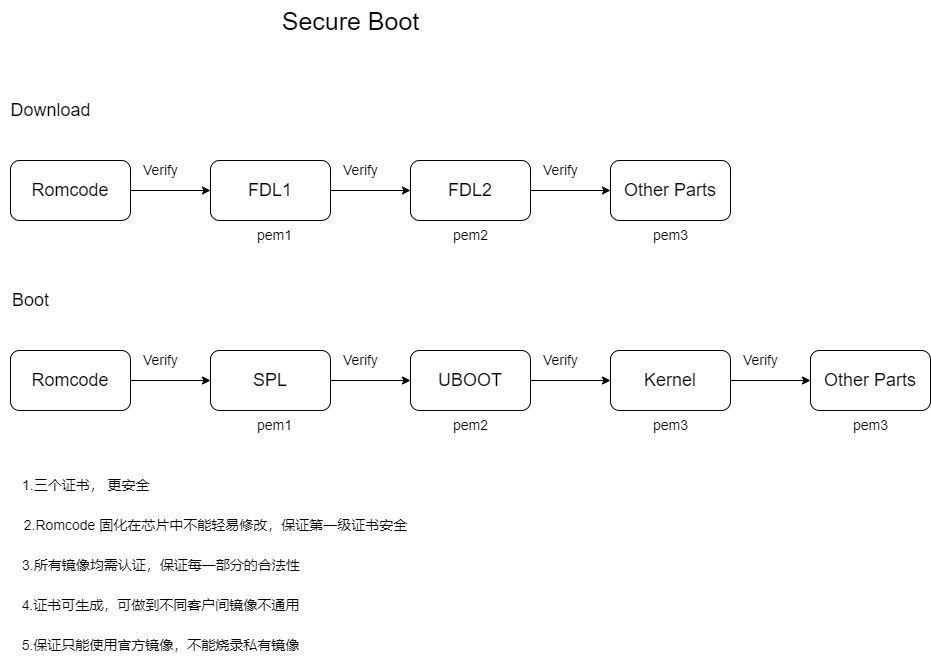 Secure Boot
Download
Verify Verify Verify
Romcode FDL1 FDL2 Other Parts
pem1 pem2 pem3
Boot
Verify Verify Verify Verify
Romcode SPL UBOOT Kernel Other Parts
pem1 pem2 pem3 pem3
1.三个证书， 更安全
2.Romcode 固化在芯片中不能轻易修改，保证第一级证书安全
3.所有镜像均需认证，保证每一部分的合法性
4.证书可生成，可做到不同客户间镜像不通用
5.保证只能使用官方镜像，不能烧录私有镜像